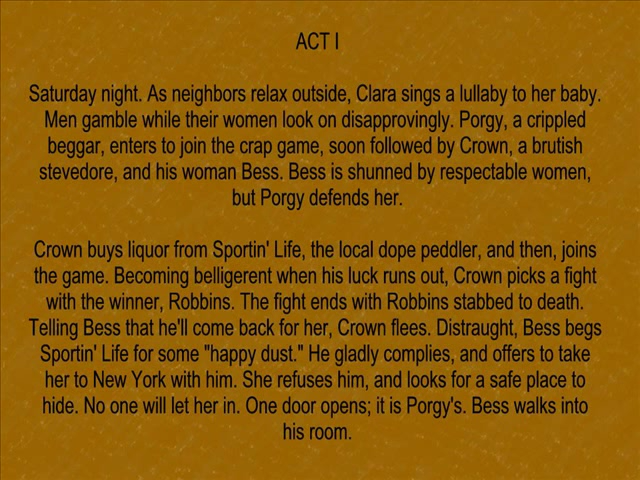 ACT I
Saturday night. As neighbors relax outside, Clara sings a lullaby to her baby.
Men gamble while their women look on disapprovingly. Porgy, a crippled
beggar, enters to join the crap game, soon followed by Crown, a brutish
stevedore, and his woman Bess. Bess is shunned by respectable women,
but Porgy defends her.
Crown buys liquor from Sportin' Life, the local dope peddler, and then, joins
the game. Becoming belligerent when his luck runs out, Crown picks a fight
with the winner, Robbins. The fight ends with Robbins stabbed to death.
Telling Bess that he'll come back for her, Crown flees. Distraught, Bess begs
Sportin' Life for some "happy dust." He gladly complies, and offers to take
her to New York with him. She refuses him, and looks for a safe place to
hide. No one will let her in. One door opens; it is Porgy's. Bess walks into
his room.